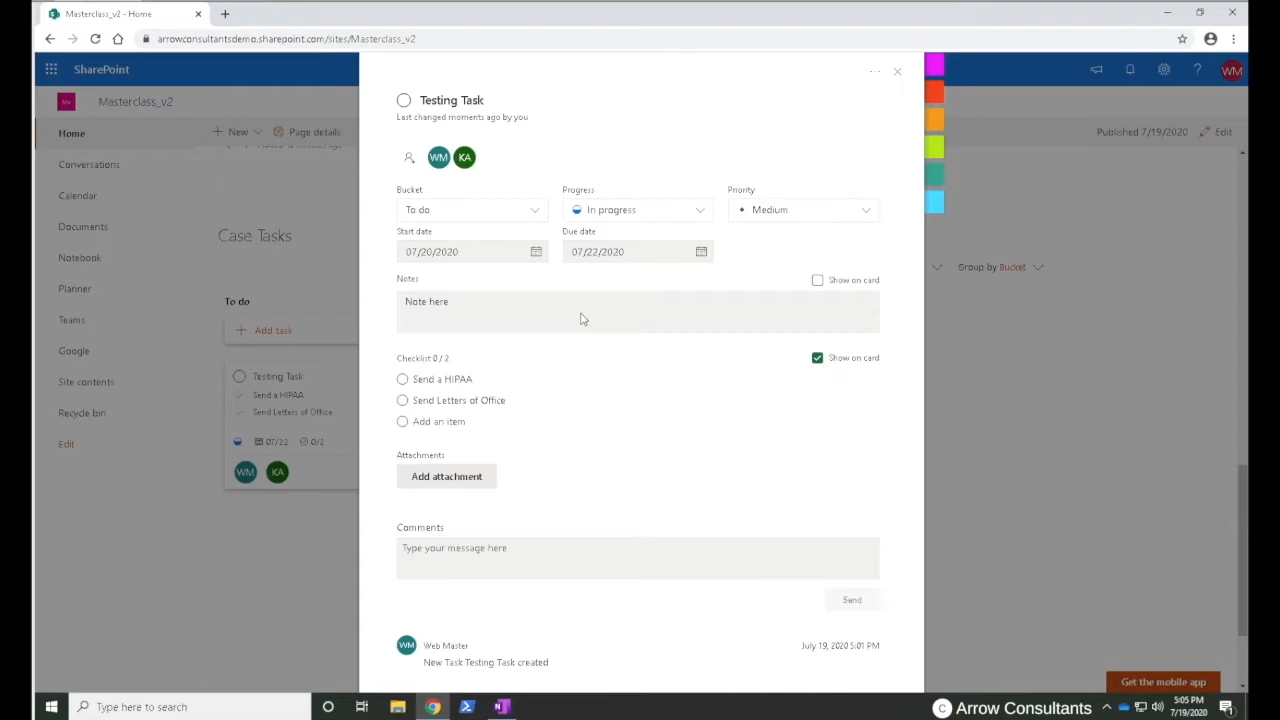 Masterclass_v2 - Home
arrowconsultantsdemo.sharepoint.com/sites/Masterclass_v2
SharePoint
WM
Me
Masterclass_v2
Home
Conversations
Calendar
Documents
Notebook
Planner
Teams
Google
Site contents
Recycle bin
Edit
New
Page details
Published 7/19/2020
Edit
Case Tasks
Group by Bucket
To do
Add task
Testing Task
Send a HIPAA
Send Letters of Office
07/22
0/2
WM
KA
Testing Task
Last changed moments ago by you
WM
KA
Bucket
Progress
Priority
To do
In progress
Medium
Start date
Due date
07/20/2020
07/22/2020
Notes
Show on card
Note here
Checklist 0 / 2
Show on card
Send a HIPAA
Send Letters of Office
Add an item
Attachments
Add attachment
Comments
Type your message here
Send
WM
Web Master
July 19, 2020 5:01 PM
New Task Testing Task created
Get the mobile app
Type here to search
Arrow Consultants
5:05 PM
7/19/2020